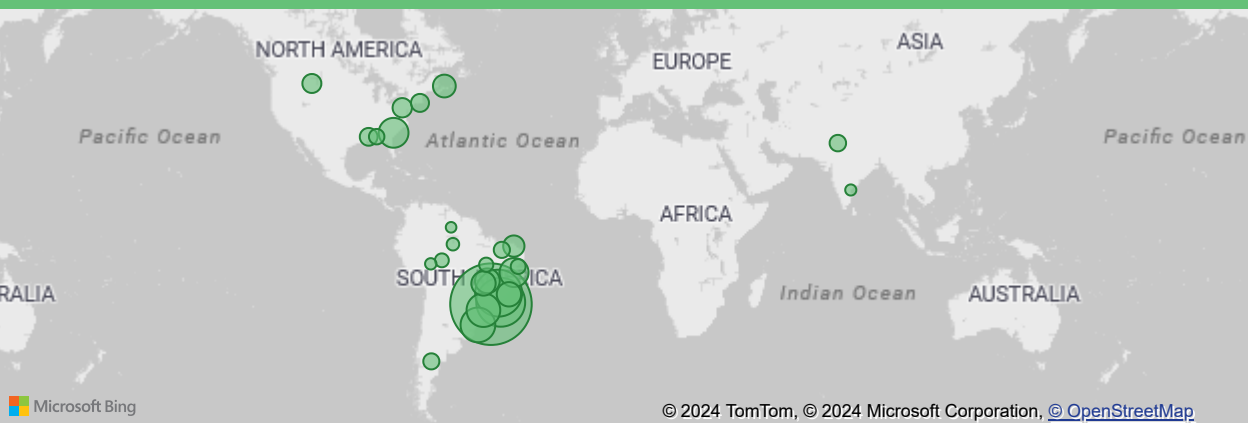 ASIA
NORTH AMERICA
EUROPE
Pacific Ocean
Atlantic Ocean
Pacific Ocean
AFRICA
SOUTH ICA
RALIA
Indian Ocean
AUSTRALIA
Microsoft Bing
© 2024 TomTom, © 2024 Microsoft Corporation, © OpenStreetMap